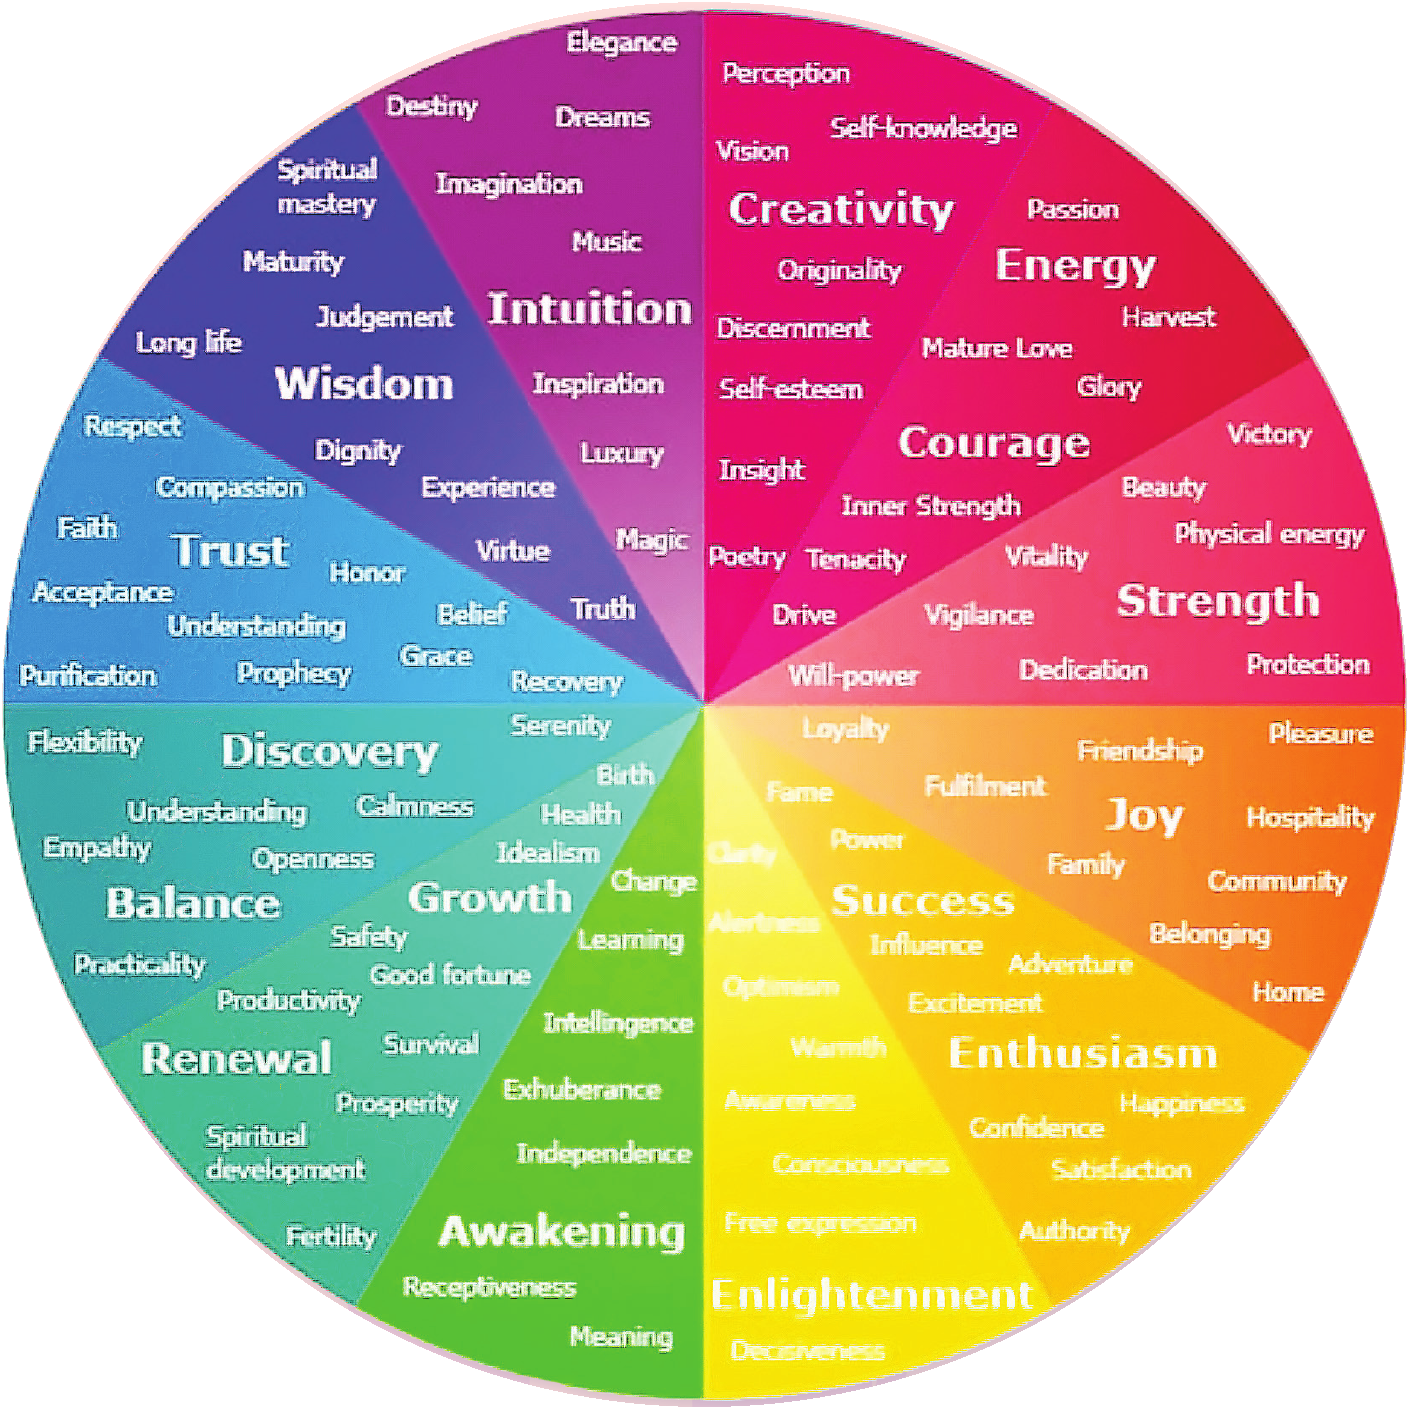 Elegance
Destiny
Dreams
Imagination
Music
Intuition
Inspiration
Luxury
Magic
Perception
Self-knowledge
Vision
Creativity
Originality
Discernment
Self-esteem
Insight
Poetry
Passion
Energy
Harvest
Mature Love
Glory
Courage
Inner Strength
Tenacity
Drive
Victory
Beauty
Physical energy
Vitality
Strength
Vigilance
Protection
Dedication
Will-power
Loyalty
Pleasure
Friendship
Fulfilment
Joy
Hospitality
Family
Community
Belonging
Home
Fame
Power
Success
Influence
Adventure
Excitement
Enthusiasm
Happiness
Confidence
Satisfaction
Authority
Clarity
Alertness
Optimism
Warmth
Awareness
Consciousness
Free expression
Enlightenment
Decisiveness
Change
Learning
Intellingence
Exhuberance
Independence
Awakening
Receptiveness
Meaning
Birth
Health
Idealism
Growth
Safety
Good fortune
Productivity
Survival
Renewal
Prosperity
Spiritual
development
Fertility
Serenity
Flexibility
Discovery
Understanding
Calmness
Empathy
Openness
Balance
Practicality
Respect
Compassion
Faith
Trust
Honor
Acceptance
Understanding
Belief
Grace
Purification
Prophecy
Recovery
Spiritual
mastery
Maturity
Judgement
Long life
Wisdom
Dignity
Experience
Virtue
Truth